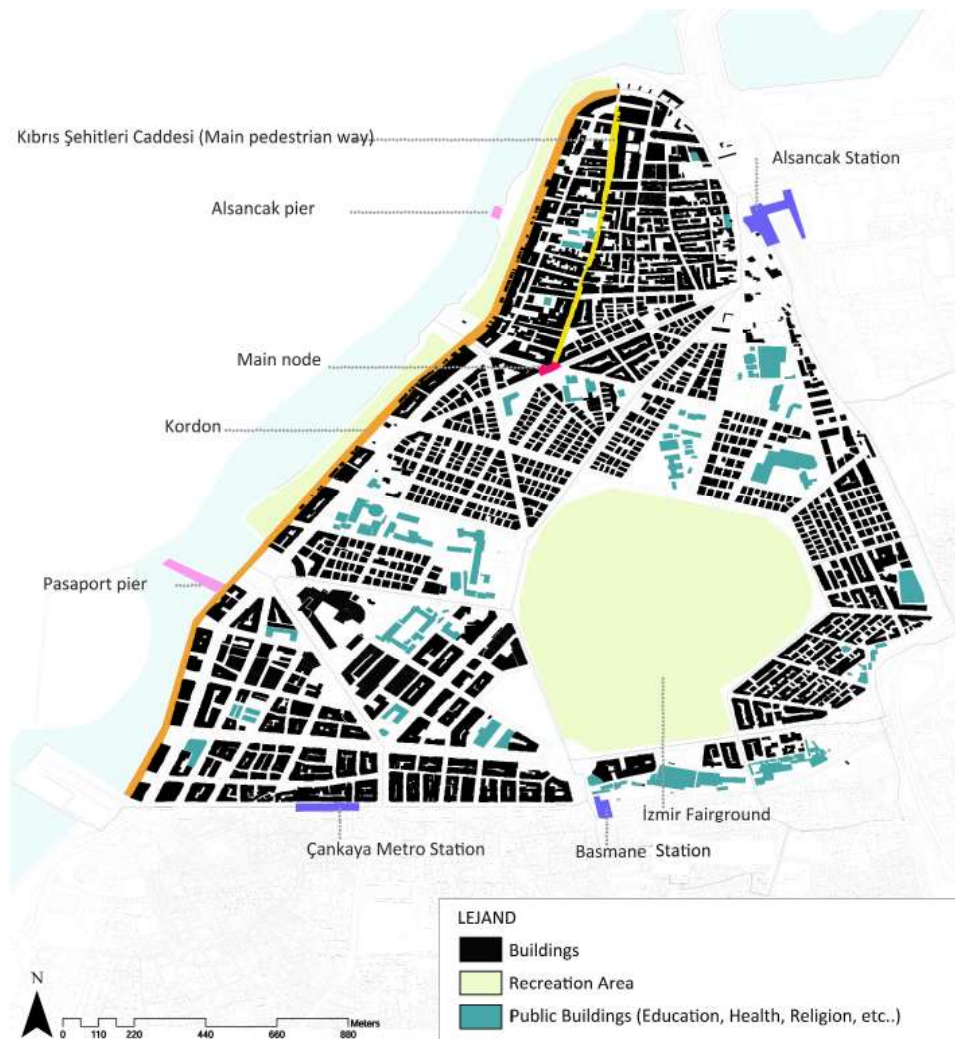 Kıbrıs Şehitleri Caddesi (Main pedestrian way)
Alsancak Station
Alsancak pier
Main node
Kordon
Pasaport pier
İzmir Fairground
Çankaya Metro Station
Basmane Station
LEJAND
Buildings
Recreation Area
Public Buildings (Education, Health, Religion, etc..)
N
Meters
0 110 220 440 660 880